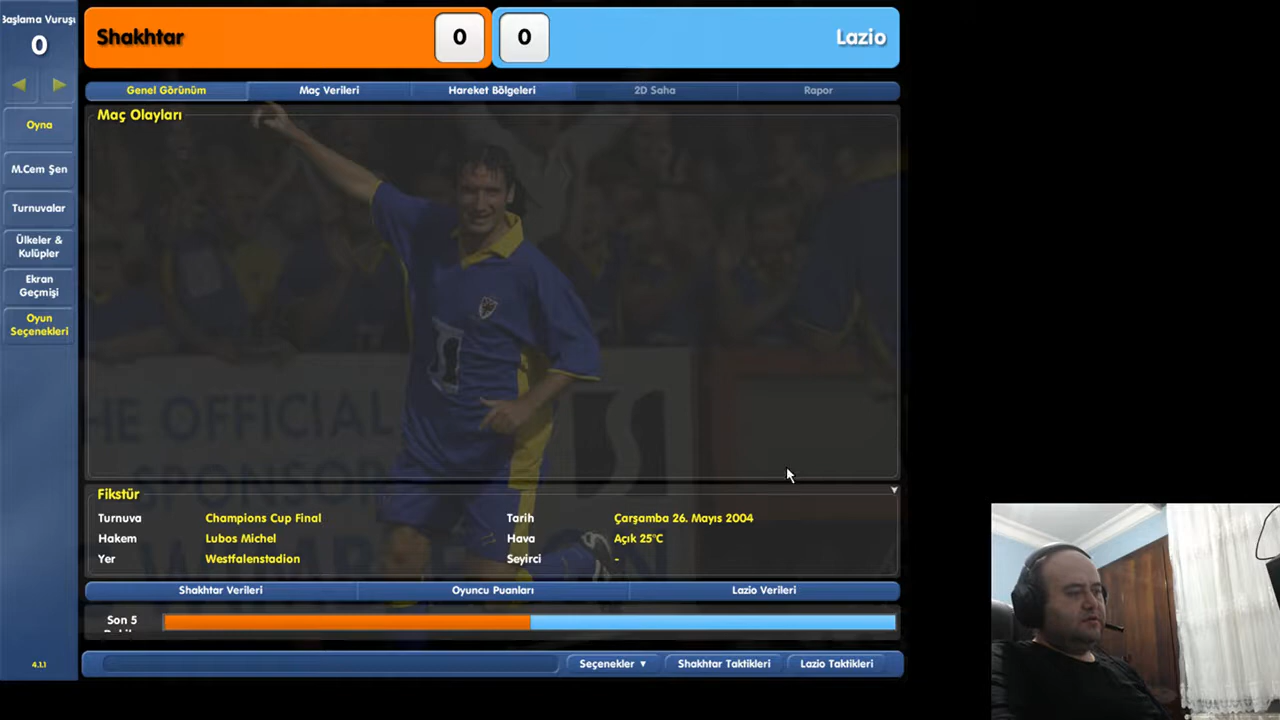 Başlama Vuruşu
0
Oyna
M.Cem Şen
Turnuvalar
Ülkeler &
Kulüpler
Ekran
Geçmişi
Oyun
Seçenekleri
4.1.1
Shakhtar
0
0
Lazio
Genel Görünüm
Maç Verileri
Hareket Bölgeleri
2D Saha
Rapor
Maç Olayları
THE OFFICIAL
SPONSOR
Fikstür
Turnuva
Champions Cup Final
Tarih
Çarşamba 26. Mayıs 2004
Hakem
Lubos Michel
Hava
Açık 25°C
Yer
Westfalenstadion
Seyirci
-
Shakhtar Verileri
Oyuncu Puanları
Lazio Verileri
Son 5
Seçenekler
Shakhtar Taktikleri
Lazio Taktikleri